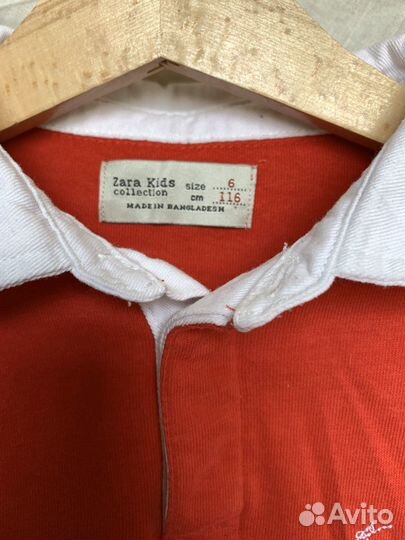 Zara Kids size 6
collection cm 116
MADE IN BANGLADESH
Avito